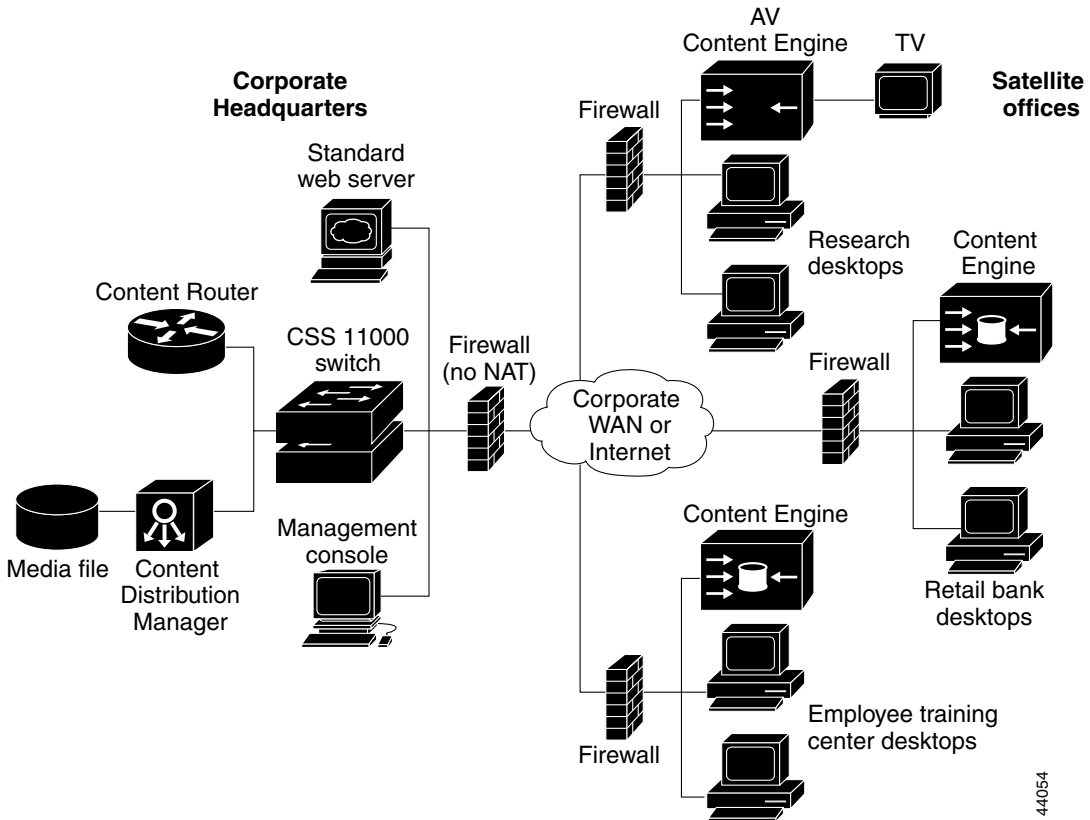 AV
Content Engine
TV
Corporate
Headquarters
Satellite
offices
Firewall
Standard
web server
Research
desktops
Content
Engine
Content Router
CSS 11000
switch
Firewall
(no NAT)
Firewall
Corporate
WAN or
Internet
Media file
Content
Distribution
Manager
Management
console
Content Engine
Retail bank
desktops
Firewall
Employee training
center desktops
44054